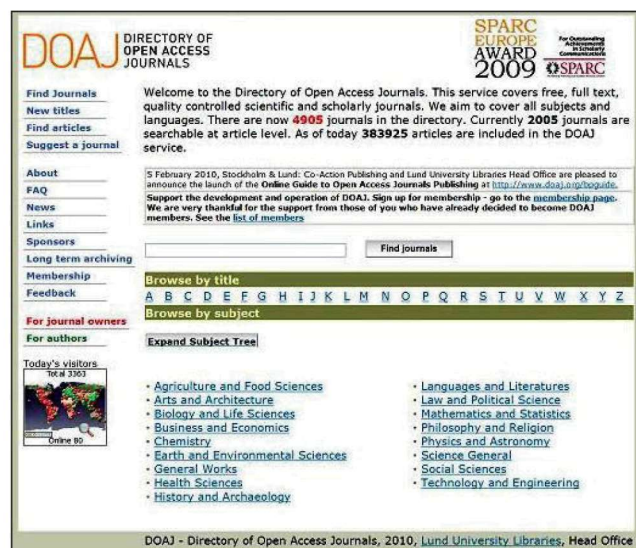 DOAJ DIRECTORY OF
OPEN ACCESS
JOURNALS
SPARC
EUROPE
AWARD
2009
For Outstanding
Achievements
in Scholarly
Communications
SPARC
Find Journals
New titles
Find articles
Suggest a journal
About
FAQ
News
Links
Sponsors
Long term archiving
Membership
Feedback
For journal owners
For authors
Today's visitors
Total 3363
Online 80
Welcome to the Directory of Open Access Journals. This service covers free, full text,
quality controlled scientific and scholarly journals. We aim to cover all subjects and
languages. There are now 4905 journals in the directory. Currently 2005 journals are
searchable at article level. As of today 383925 articles are included in the DOAJ
service.
5 February 2010, Stockholm & Lund: Co-Action Publishing and Lund University Libraries Head Office are pleased to
announce the launch of the Online Guide to Open Access Journals Publishing at http://www.doaj.org/bpguide.
Support the development and operation of DOAJ. Sign up for membership - go to the membership page.
We are very thankful for the support from those of you who have already decided to become DOAJ
members. See the list of members
Find journals
Browse by title
A B C D E F G H I J K L M N O P Q R S T U V W X Y Z
Browse by subject
Expand Subject Tree
· Agriculture and Food Sciences
· Arts and Architecture
· Biology and Life Sciences
· Business and Economics
· Chemistry
· Earth and Environmental Sciences
· General Works
· Health Sciences
· History and Archaeology
· Languages and Literatures
· Law and Political Science
· Mathematics and Statistics
· Philosophy and Religion
· Physics and Astronomy
· Science General
· Social Sciences
· Technology and Engineering
DOAJ - Directory of Open Access Journals, 2010, Lund University Libraries, Head Office